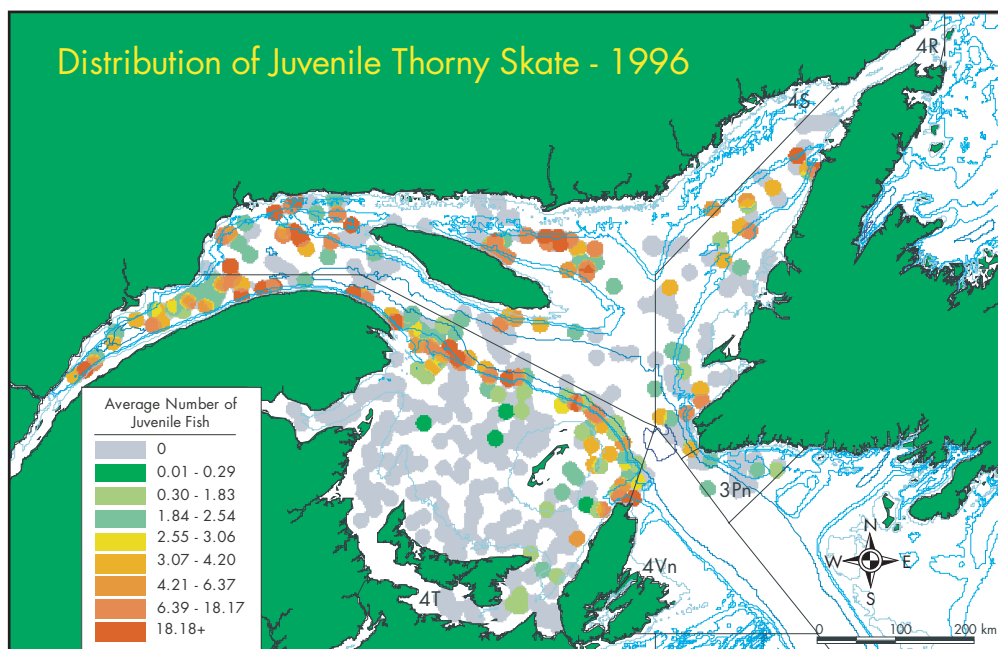 Distribution of Juvenile Thorny Skate - 1996
4R
4S
Average Number of
Juvenile Fish
0
0.01 - 0.29
0.30 - 1.83
1.84 - 2.54
2.55 - 3.06
3.07 - 4.20
4.21 - 6.37
6.39 - 18.17
18.18+
3Pn
4Vn
4T
N
W E
S
0 100 200 km